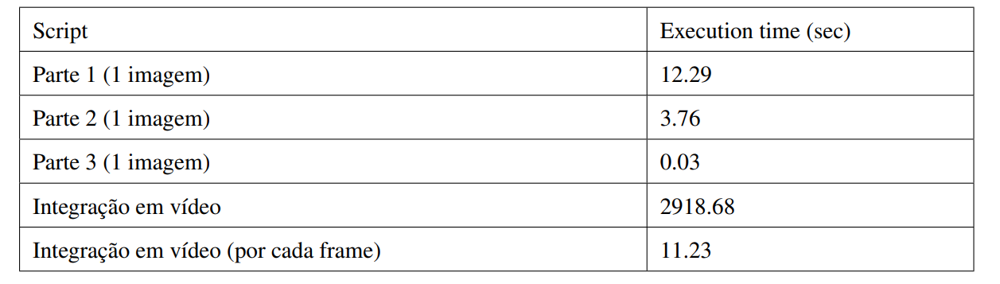 Script Execution time (sec)
Parte 1 (1 imagem) 12.29
Parte 2 (1 imagem) 3.76
Parte 3 (1 imagem) 0.03
Integração em vídeo 2918.68
Integração em vídeo (por cada frame) 11.23